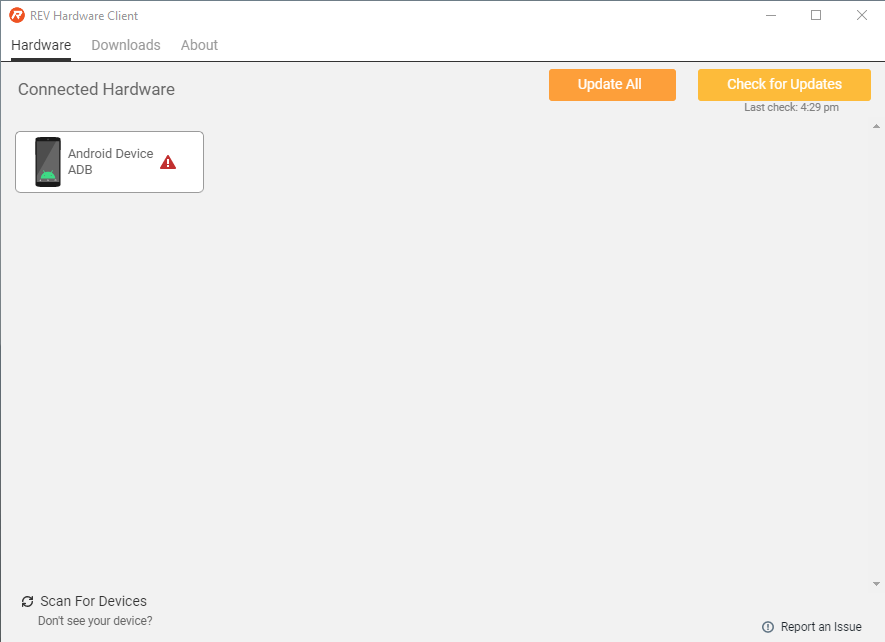 REV Hardware Client
Hardware Downloads About
Connected Hardware
Update All
Check for Updates
Last check: 4:29 pm
Android Device
ADB
Scan For Devices
Don't see your device?
Report an Issue